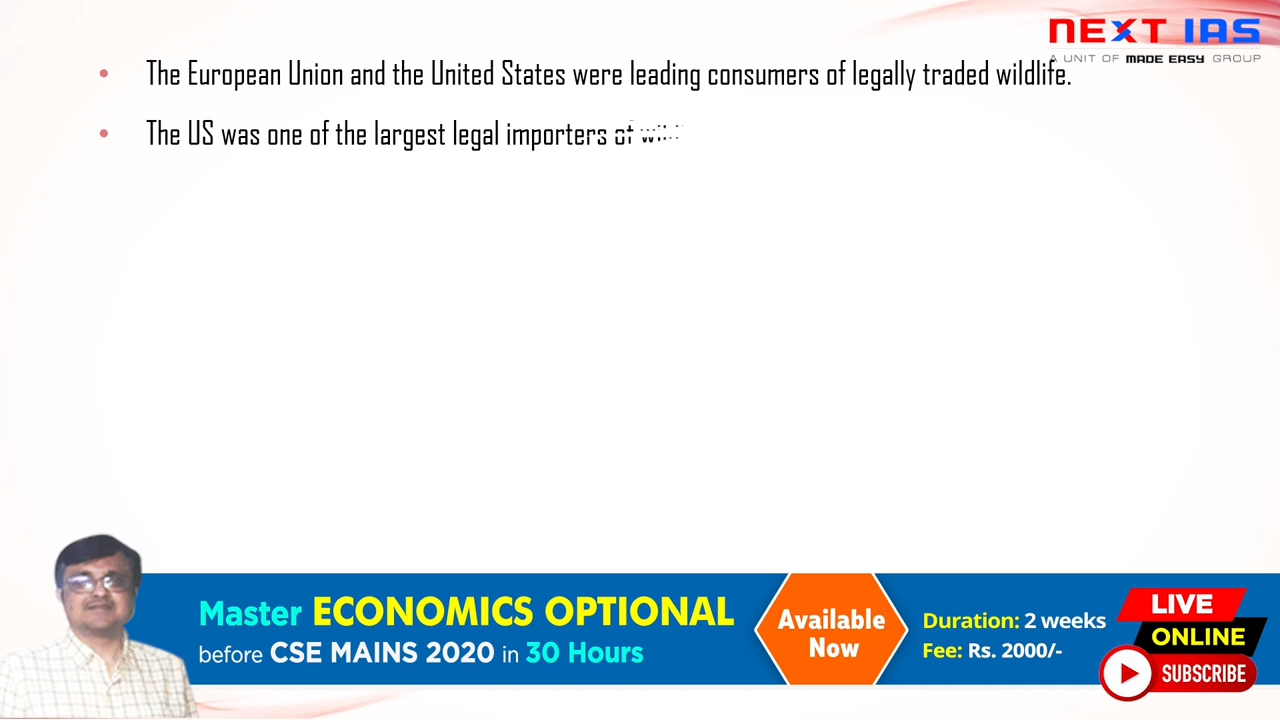 NEXT IAS
A UNIT OF MADE EASY GROUP
• The European Union and the United States were leading consumers of legally traded wildlife.
• The US was one of the largest legal importers of
Master ECONOMICS OPTIONAL
before CSE MAINS 2020 in 30 Hours
Available
Now
Duration: 2 weeks
Fee: Rs. 2000/-
LIVE
ONLINE
SUBSCRIBE